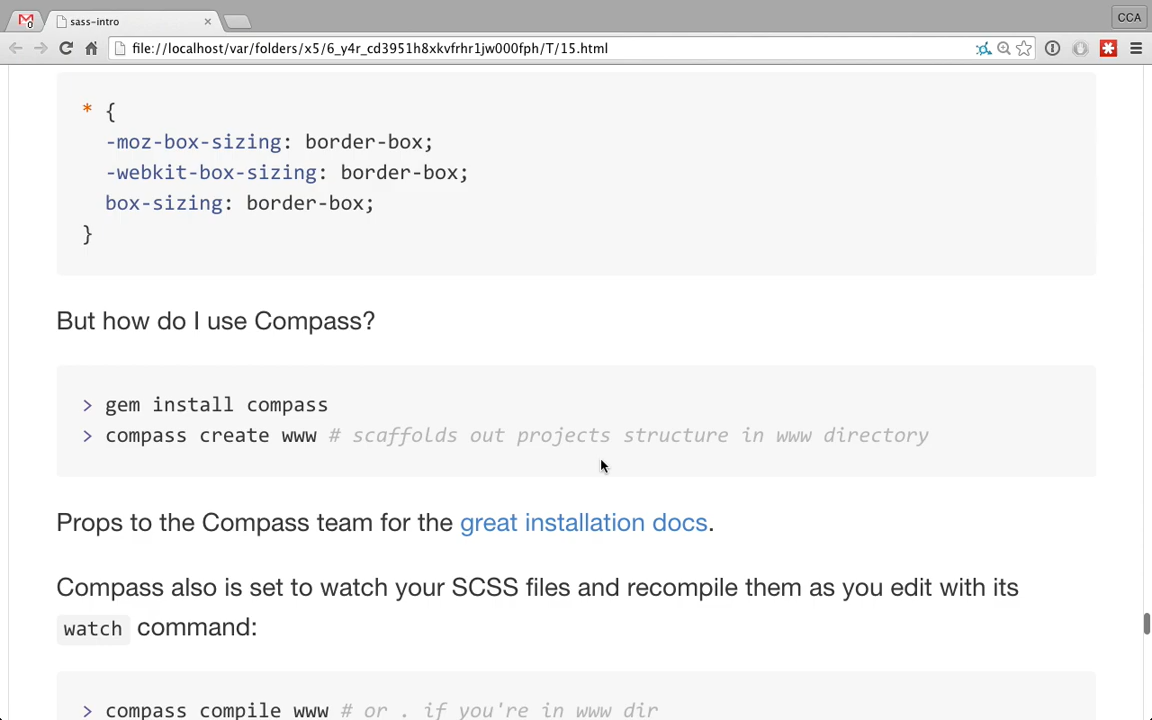 0
sass-intro
CCA
file://localhost/var/folders/x5/6_y4r_cd3951h8xkvfrhr1jw000fph/T/15.html
* {
-moz-box-sizing: border-box;
-webkit-box-sizing: border-box;
box-sizing: border-box;
}
But how do I use Compass?
> gem install compass
> compass create www # scaffolds out projects structure in www directory
Props to the Compass team for the great installation docs.
Compass also is set to watch your SCSS files and recompile them as you edit with its
watch command:
> compass compile www # or . if you're in www dir